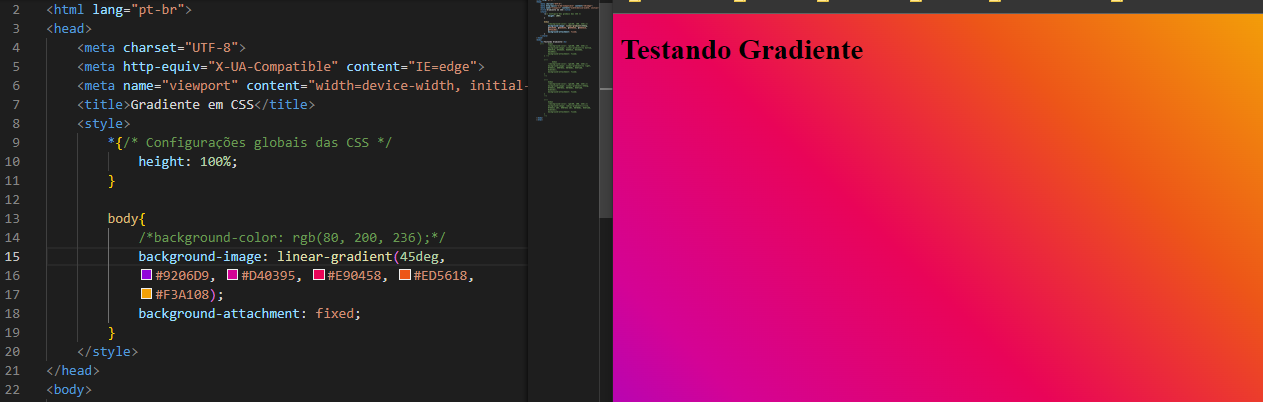 2 <html lang="pt-br">
3 <head>
4 <meta charset="UTF-8">
5 <meta http-equiv="X-UA-Compatible" content="IE=edge">
6 <meta name="viewport" content="width=device-width, initial-
7 <title>Gradiente em CSS</title>
8 <style>
9 *{/* Configurações globais das CSS */
10 height: 100%;
11 }
12
13 body{
14 /*background-color: rgb(80, 200, 236);*/
15 background-image: linear-gradient(45deg,
16 #9206D9, #D40395, #E90458, #ED5618,
17 #F3A108);
18 background-attachment: fixed;
19 }
20 </style>
21 </head>
22 <body>
Testando Gradiente